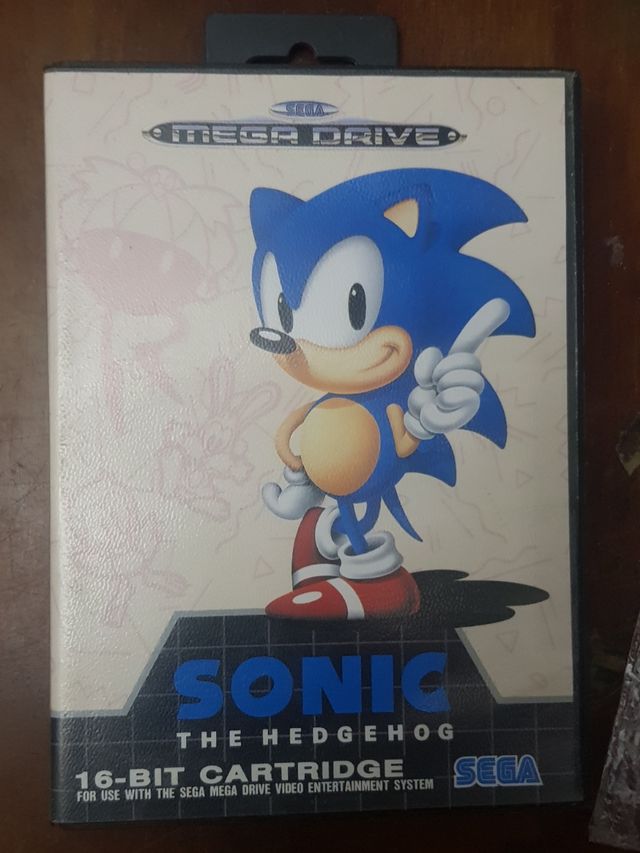 SEGA
MEGA DRIVE
SONIC
THE HEDGEHOG
16-BIT CARTRIDGE
SEGA
FOR USE WITH THE SEGA MEGA DRIVE VIDEO ENTERTAINMENT SYSTEM